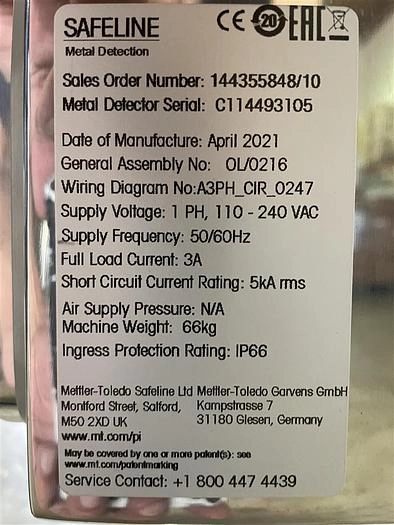 SAFELINE
Metal Detection
CE 20 EAC
Sales Order Number: 144355848/10
Metal Detector Serial: C114493105
Date of Manufacture: April 2021
General Assembly No: OL/0216
Wiring Diagram No:A3PH_CIR_0247
Supply Voltage: 1 PH, 110 - 240 VAC
Supply Frequency: 50/60Hz
Full Load Current: 3A
Short Circuit Current Rating: 5kA rms
Air Supply Pressure: N/A
Machine Weight: 66kg
Ingress Protection Rating: IP66
Mettler-Toledo Safeline Ltd Mettler-Toledo Garvens GmbH
Montford Street, Salford, Kampstrasse 7
M50 2XD UK 31180 Giesen, Germany
www.mt.com/pi
May be covered by one or more patent(s): see
www.mt.com/patentmarking
Service Contact: +1 800 447 4439